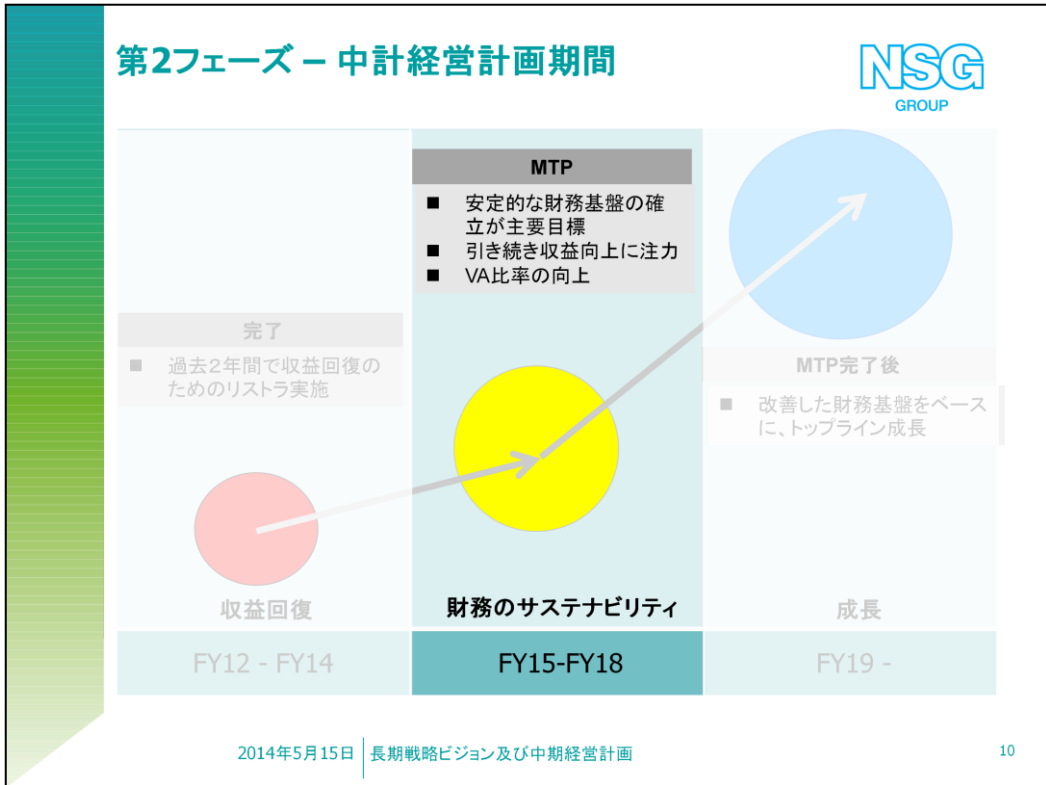 第2フェーズ – 中計経営計画期間
NSG
GROUP
MTP
■ 安定的な財務基盤の確
立が主要目標
■ 引き続き収益向上に注力
■ VA比率の向上
完了
■ 過去２年間で収益回復の
ためのリストラ実施
MTP完了後
■ 改善した財務基盤をベース
に、トップライン成長
収益回復
財務のサステナビリティ
成長
FY12 - FY14
FY15-FY18
FY19 -
2014年5月15日
長期戦略ビジョン及び中期経営計画
10